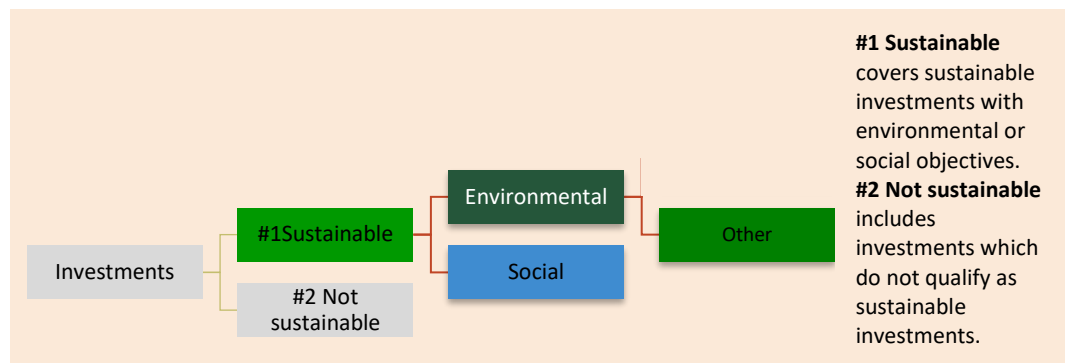 Investments
#1Sustainable
#2 Not
sustainable
Environmental
Social
Other
#1 Sustainable
covers sustainable
investments with
environmental or
social objectives.
#2 Not sustainable
includes
investments which
do not qualify as
sustainable
investments.